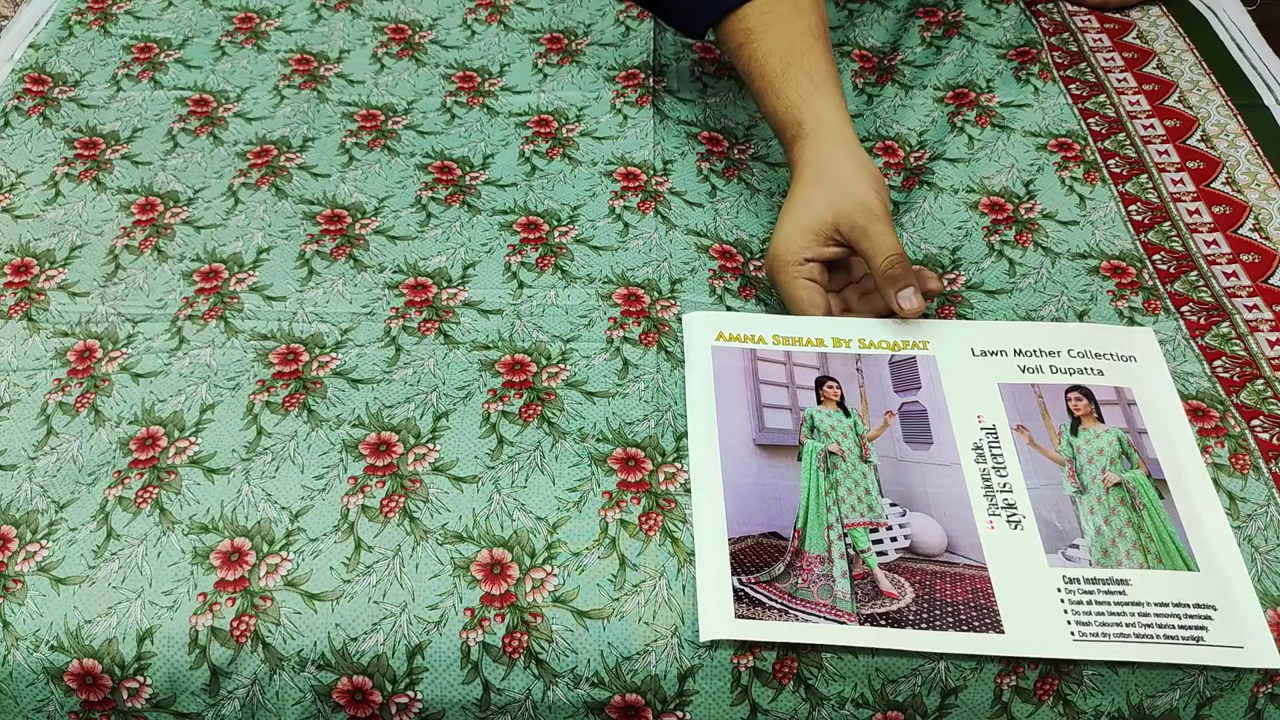 AMNA SEHAR BY SAQAFAT
Lawn Mother Collection
Voil Dupatta
“Fashions fade,
style is eternal.”
Care Instructions:
Dry Clean Preferred.
Soak all items separately in water before stitching.
Do not use bleach or stain removing chemicals.
Wash Coloured and Dyed fabrics separately.
Do not dry cotton fabrics in direct sunlight.